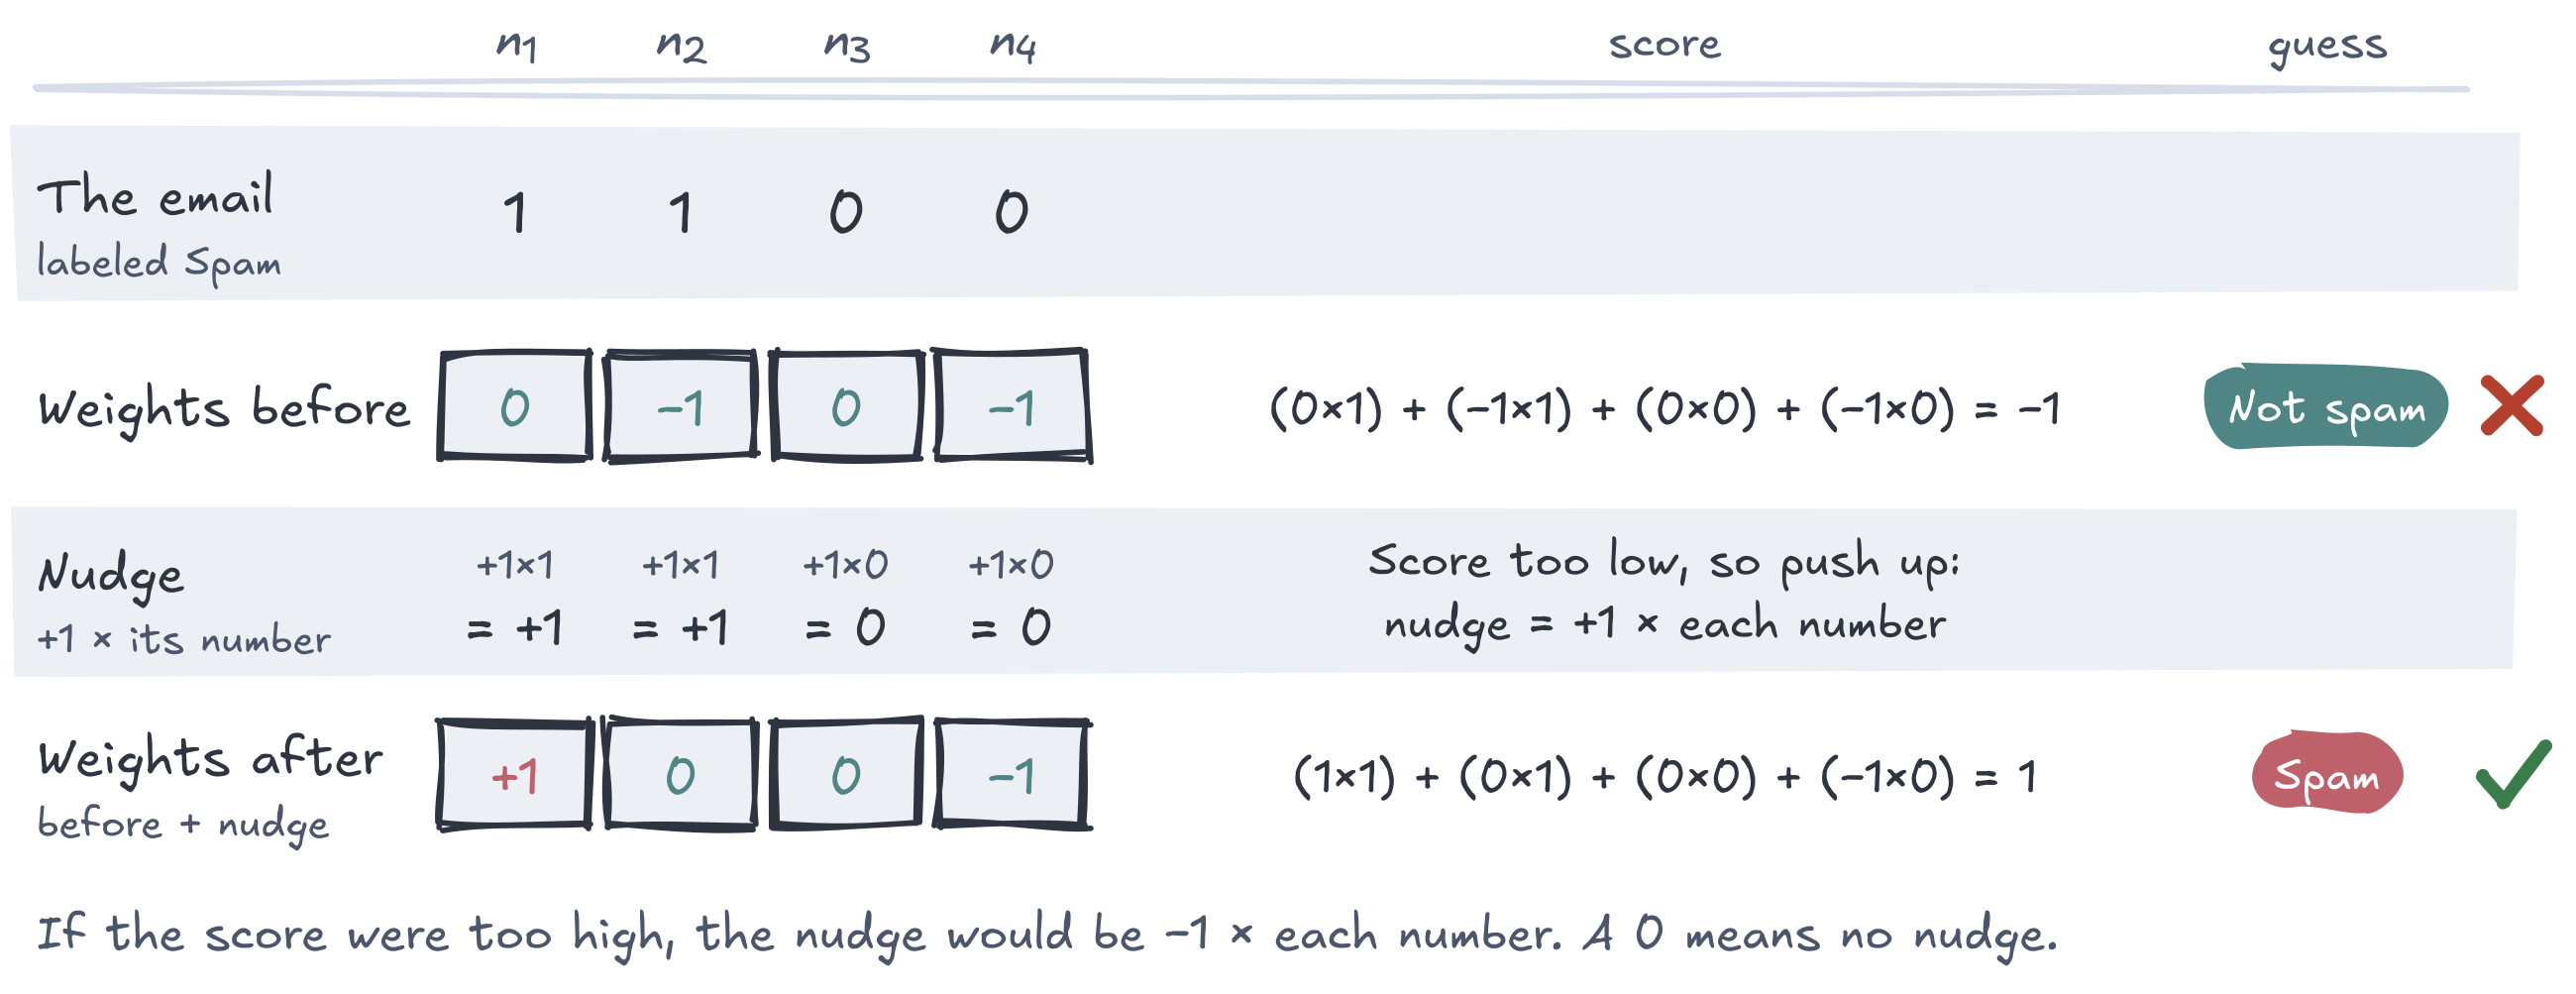 n1 n2 n3 n4 score guess
The email 1 1 0 0
labeled Spam
Weights before 0 -1 0 -1 (0×1) + (-1×1) + (0×0) + (-1×0) = -1 Not spam
Nudge +1×1 +1×1 +1×0 +1×0 Score too low, so push up:
+1 × its number = +1 = +1 = 0 = 0 nudge = +1 × each number
Weights after +1 0 0 -1 (1×1) + (0×1) + (0×0) + (-1×0) = 1 Spam
before + nudge
If the score were too high, the nudge would be -1 × each number. A 0 means no nudge.